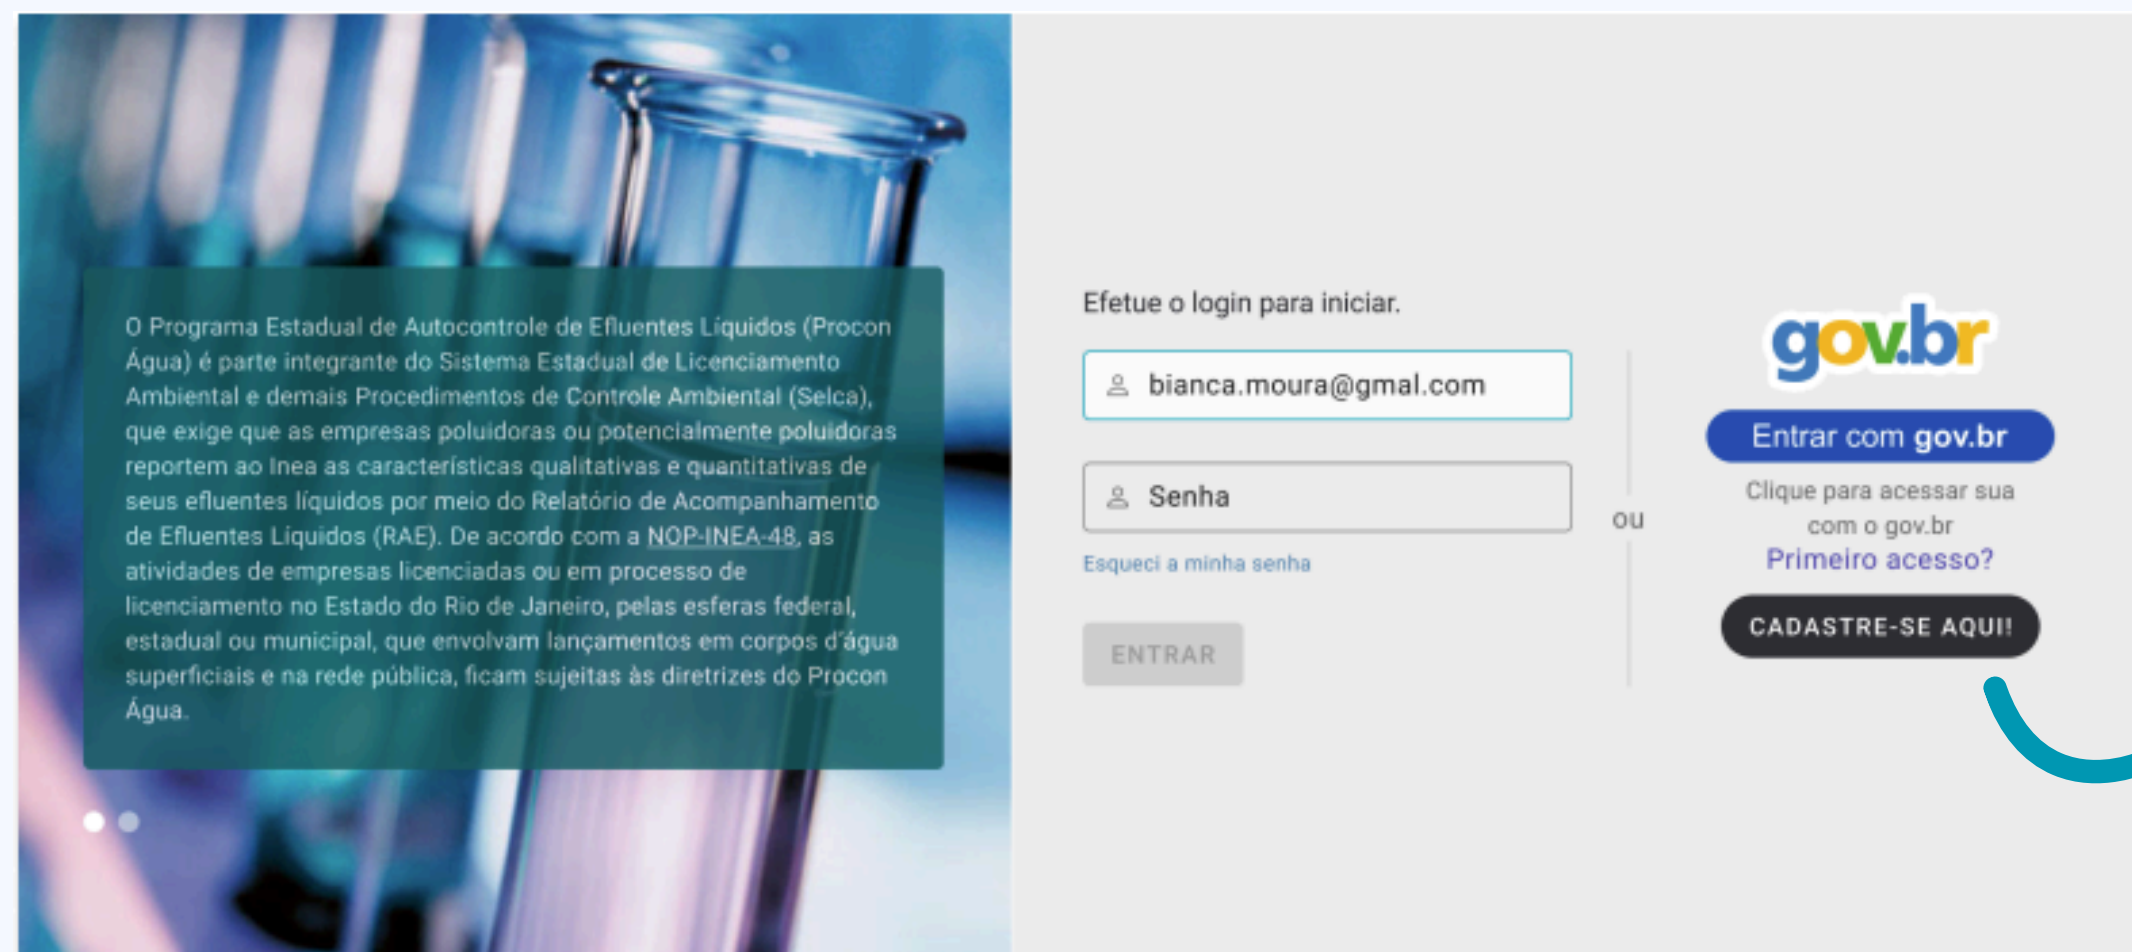 O Programa Estadual de Autocontrole de Efluentes Líquidos (Procon
Água) é parte integrante do Sistema Estadual de Licenciamento
Ambiental e demais Procedimentos de Controle Ambiental (Selca),
que exige que as empresas poluidoras ou potencialmente poluidoras
reportem ao Inea as características qualitativas e quantitativas de
seus efluentes líquidos por meio do Relatório de Acompanhamento
de Efluentes Líquidos (RAE). De acordo com a NOP-INEA-48, as
atividades de empresas licenciadas ou em processo de
licenciamento no Estado do Rio de Janeiro, pelas esferas federal,
estadual ou municipal, que envolvam lançamentos em corpos d'água
superficiais e na rede pública, ficam sujeitas às diretrizes do Procon
Água.
Efetue o login para iniciar.
bianca.moura@gmal.com
Senha
Esqueci a minha senha
ENTRAR
ou
gov.br
Entrar com gov.br
Clique para acessar sua
com o gov.br
Primeiro acesso?
CADASTRE-SE AQUI!